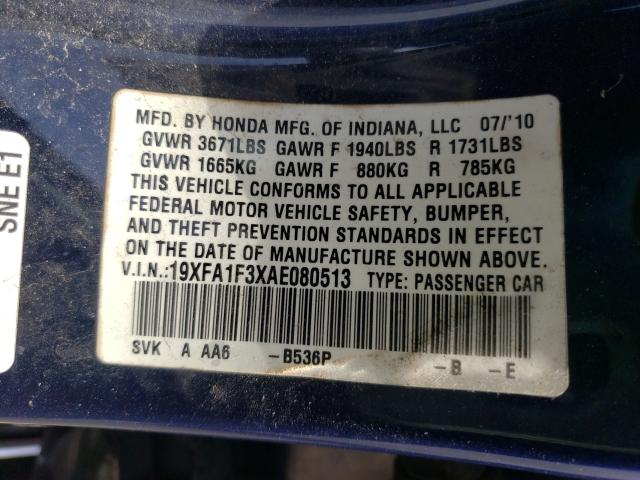 MFD. BY HONDA MFG. OF INDIANA, LLC 07/'10
GVWR 3671LBS GAWR F 1940LBS R 1731LBS
GVWR 1665KG GAWR F 880KG R 785KG
THIS VEHICLE CONFORMS TO ALL APPLICABLE
FEDERAL MOTOR VEHICLE SAFETY, BUMPER,
AND THEFT PREVENTION STANDARDS IN EFFECT
ON THE DATE OF MANUFACTURE SHOWN ABOVE.
V.I.N.:19XFA1F3XAE080513 TYPE: PASSENGER CAR
SVK A AA6 -B536P -B -E
SNE E1